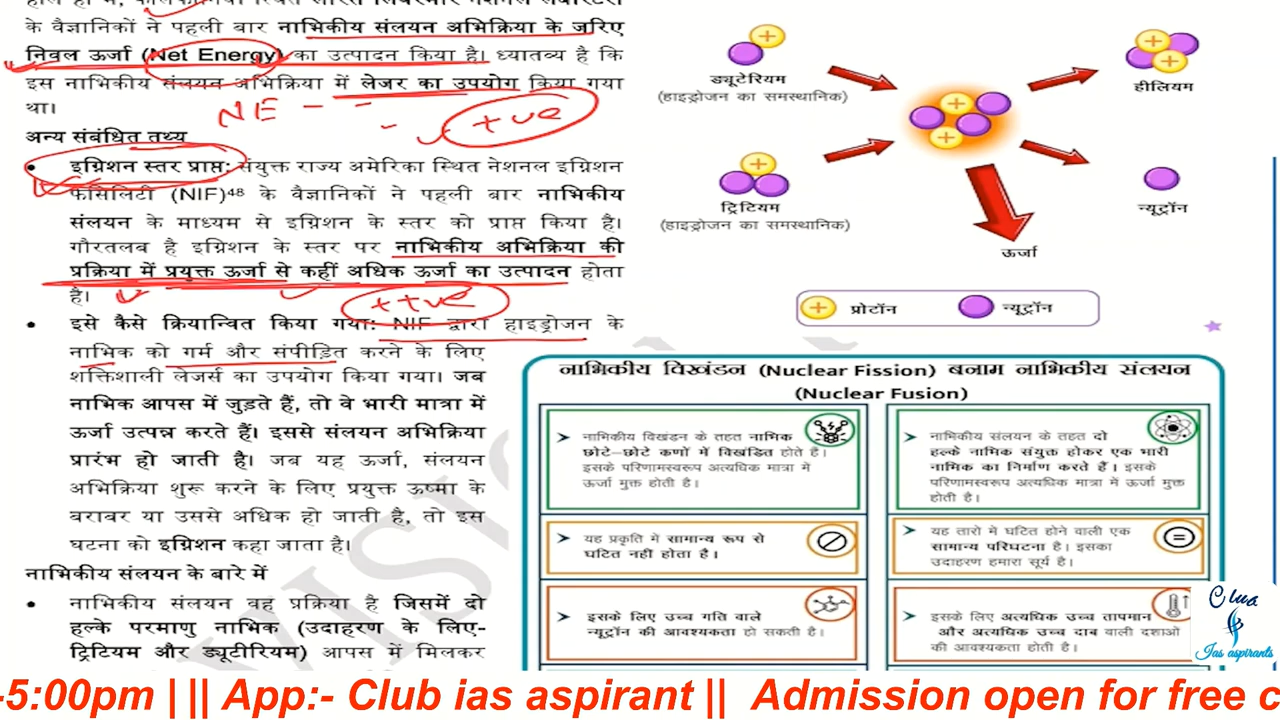 के वैज्ञानिकों ने पहली बार नाभिकीय संलयन अभिक्रिया के जरिए
निवल ऊर्जा (Net Energy) का उत्पादन किया है। ध्यातव्य है कि
इस नाभिकीय संलयन अभिक्रिया में लेजर का उपयोग किया गया
था।
NE - -
- +ve
अन्य संबंधित तथ्य
• इग्निशन स्तर प्राप्त: संयुक्त राज्य अमेरिका स्थित नेशनल इग्निशन
फैसिलिटी (NIF)48 के वैज्ञानिकों ने पहली बार नाभिकीय
संलयन के माध्यम से इग्निशन के स्तर को प्राप्त किया है।
गौरतलब है इग्निशन के स्तर पर नाभिकीय अभिक्रिया की
प्रक्रिया में प्रयुक्त ऊर्जा से कहीं अधिक ऊर्जा का उत्पादन होता
है।
++ve
• इसे कैसे क्रियान्वित किया गया: NIF द्वारा हाइड्रोजन के
नाभिक को गर्म और संपीड़ित करने के लिए
शक्तिशाली लेजर्स का उपयोग किया गया। जब
नाभिक आपस में जुड़ते हैं, तो वे भारी मात्रा में
ऊर्जा उत्पन्न करते हैं। इससे संलयन अभिक्रिया
प्रारंभ हो जाती है। जब यह ऊर्जा, संलयन
अभिक्रिया शुरू करने के लिए प्रयुक्त ऊष्मा के
बराबर या उससे अधिक हो जाती है, तो इस
घटना को इग्निशन कहा जाता है।
नाभिकीय संलयन के बारे में
• नाभिकीय संलयन वह प्रक्रिया है जिसमें दो
हल्के परमाणु नाभिक (उदाहरण के लिए-
ट्रिटियम और ड्यूटीरियम) आपस में मिलकर
ड्यूटेरियम
(हाइड्रोजन का समस्थानिक)
हीलियम
ट्रिटियम
(हाइड्रोजन का समस्थानिक)
न्यूट्रॉन
ऊर्जा
प्रोटॉन न्यूट्रॉन
नाभिकीय विखंडन (Nuclear Fission) बनाम नाभिकीय संलयन
(Nuclear Fusion)
➤ नाभिकीय विखंडन के तहत नाभिक
छोटे-छोटे कणों में विखंडित होते हैं।
इसके परिणामस्वरूप अत्यधिक मात्रा में
ऊर्जा मुक्त होती है।
➤ नाभिकीय संलयन के तहत दो
हल्के नाभिक संयुक्त होकर एक भारी
नाभिक का निर्माण करते हैं। इसके
परिणामस्वरूप अत्यधिक मात्रा में ऊर्जा मुक्त
होती है।
➤ यह प्रकृति में सामान्य रूप से
घटित नहीं होता है।
➤ यह तारों में घटित होने वाली एक
सामान्य परिघटना है। इसका
उदाहरण हमारा सूर्य है।
➤ इसके लिए उच्च गति वाले
न्यूट्रॉन की आवश्यकता हो सकती है।
➤ इसके लिए अत्यधिक उच्च तापमान
और अत्यधिक उच्च दाब वाली दशाओं
की आवश्यकता होती है।
VISI
Club
Ias aspirants
-5:00pm | || App:- Club ias aspirant || Admission open for free c